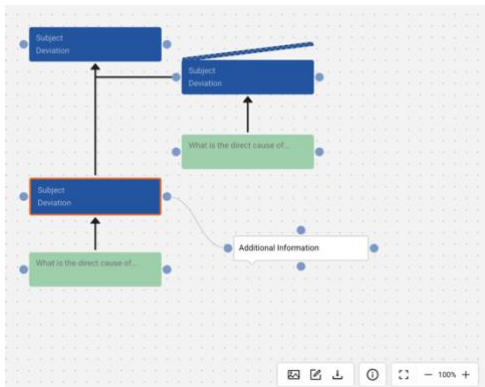 Subject
Deviation
Subject
Deviation
What is the direct cause of...
Subject
Deviation
What is the direct cause of...
Additional Information
100%